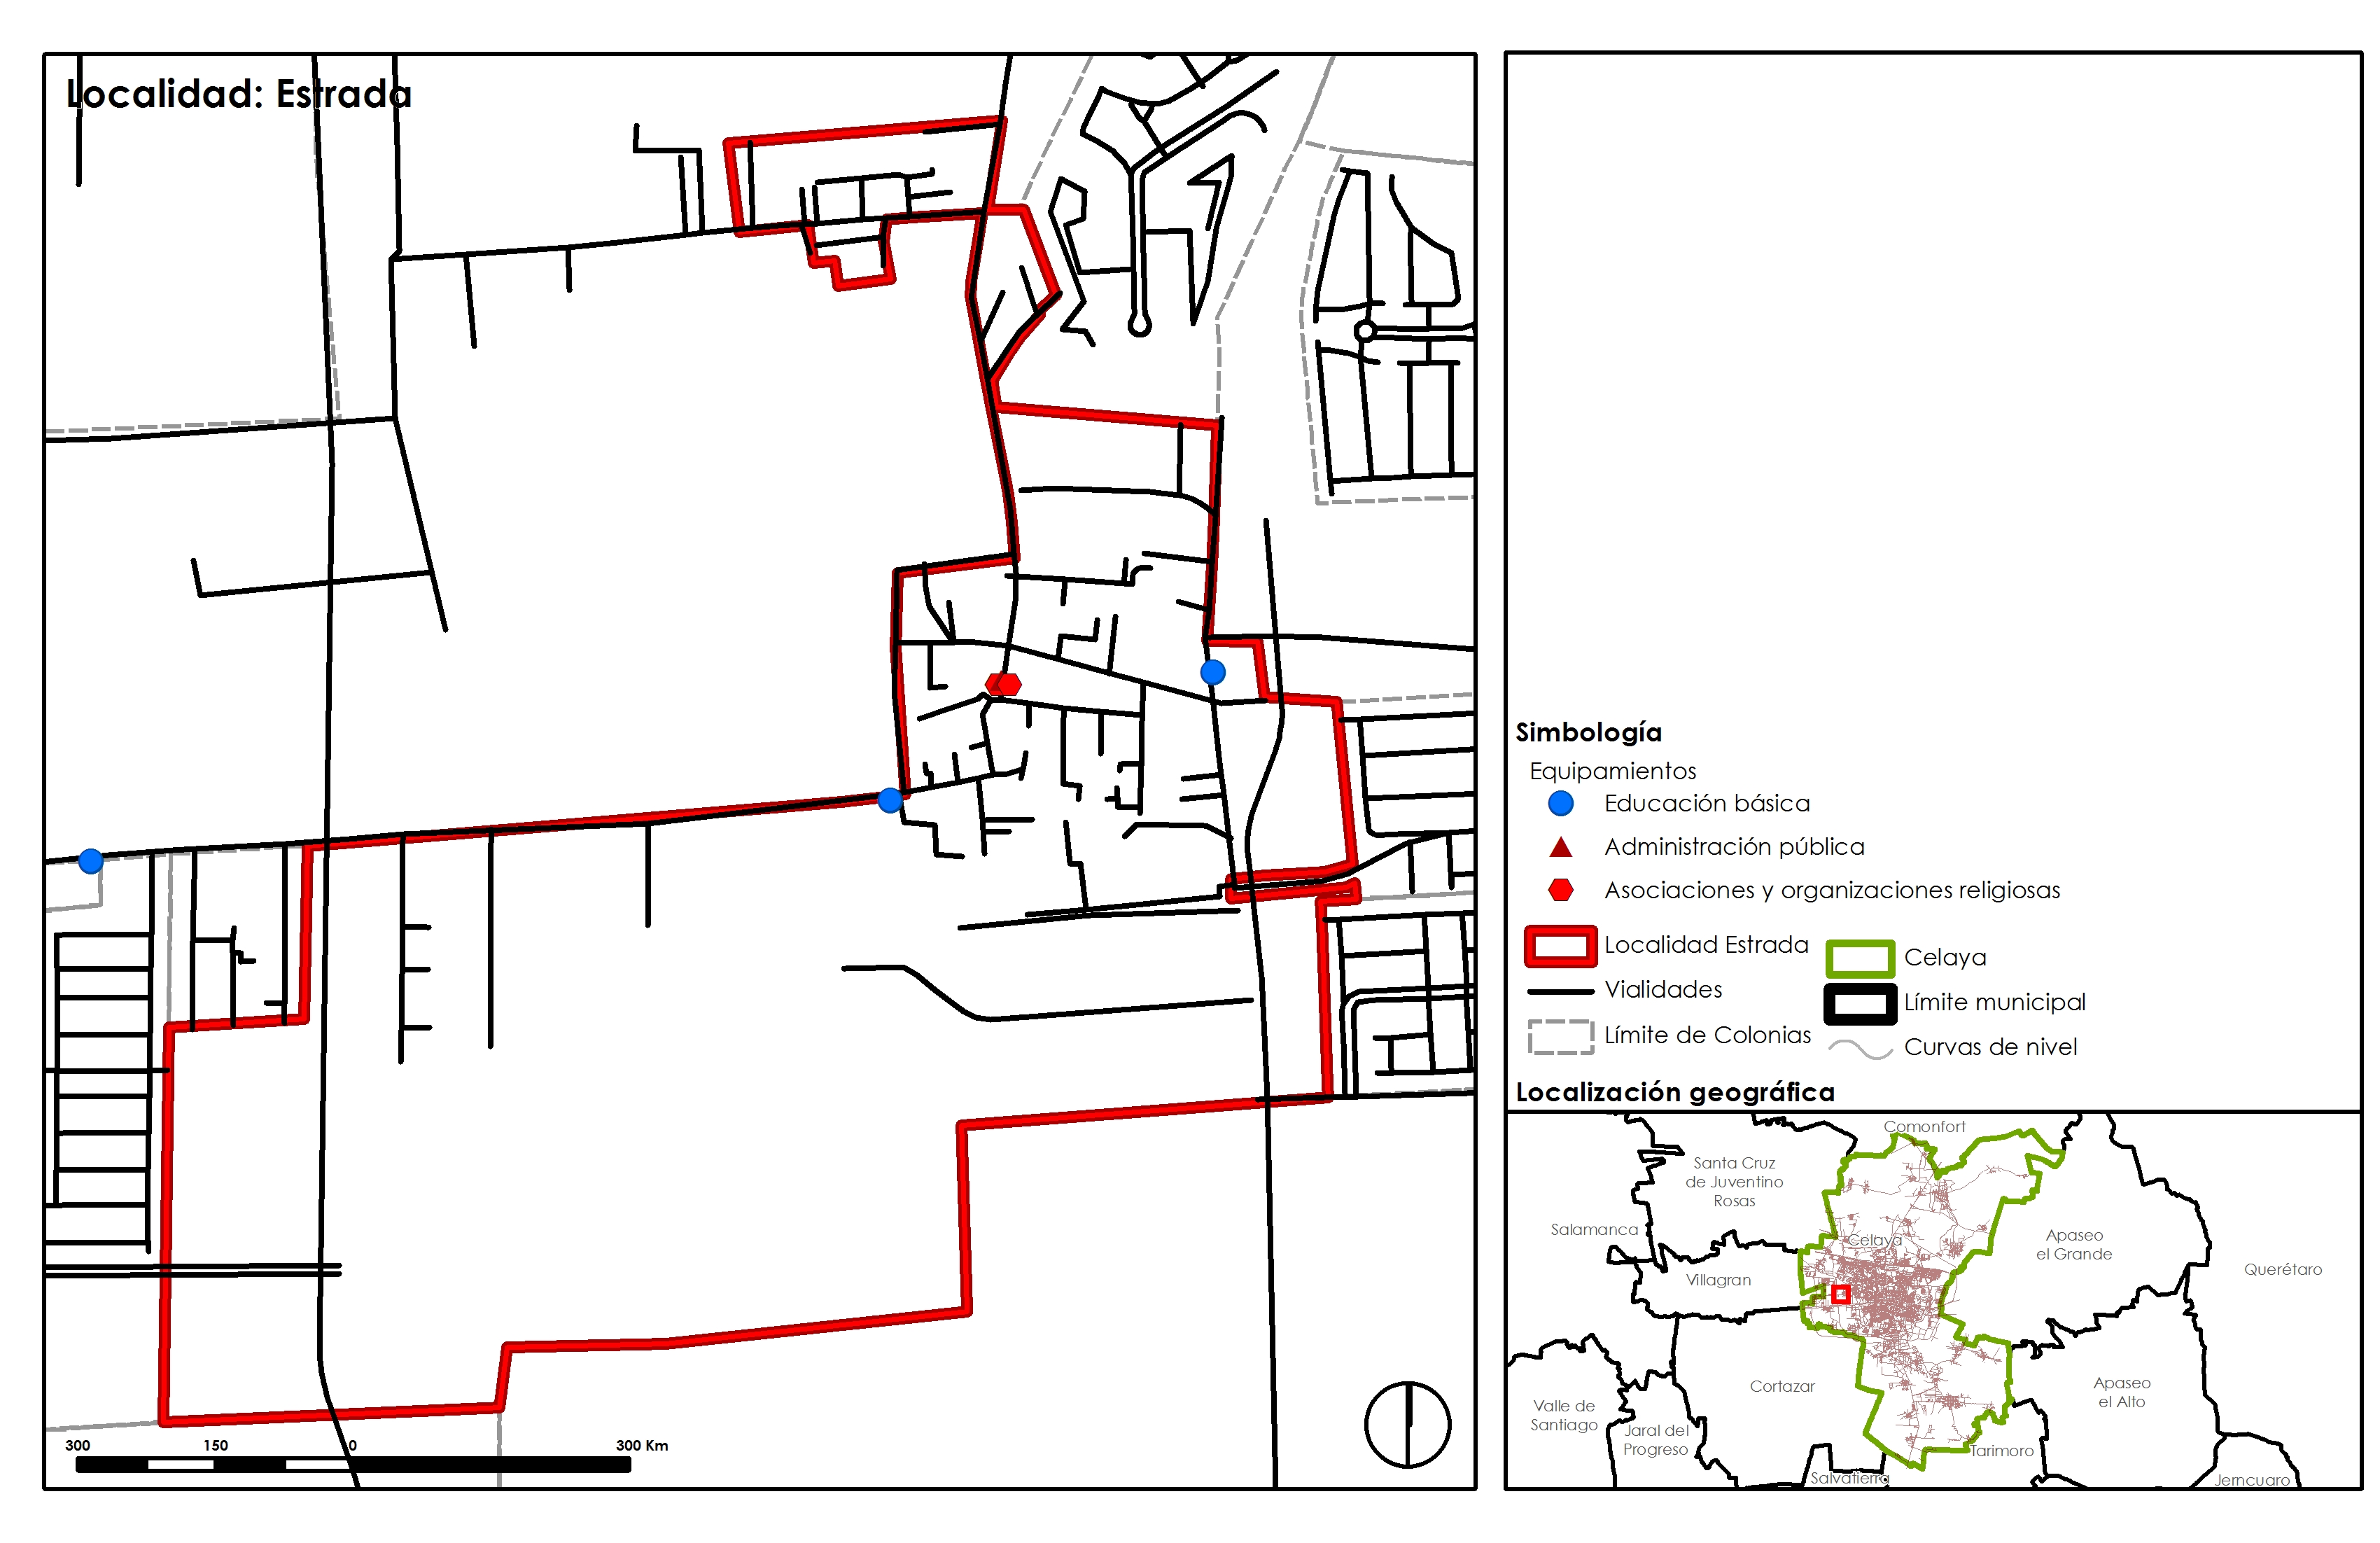 Localidad: Estrada
300 150 0 300 Km
Simbología
Equipamientos
Educación básica
Administración pública
Asociaciones y organizaciones religiosas
Localidad Estrada
Vialidades
Límite de Colonias
Celaya
Límite municipal
Curvas de nivel
Localización geográfica
Comonfort
Santa Cruz
de Juventino
Rosas
Salamanca
Celaya
Apaseo
el Grande
Villagran
Querétaro
Cortazar
Apaseo
el Alto
Valle de
Santiago
Jaral del
Progreso
Tarimoro
Salvatierra
Jerncuaro